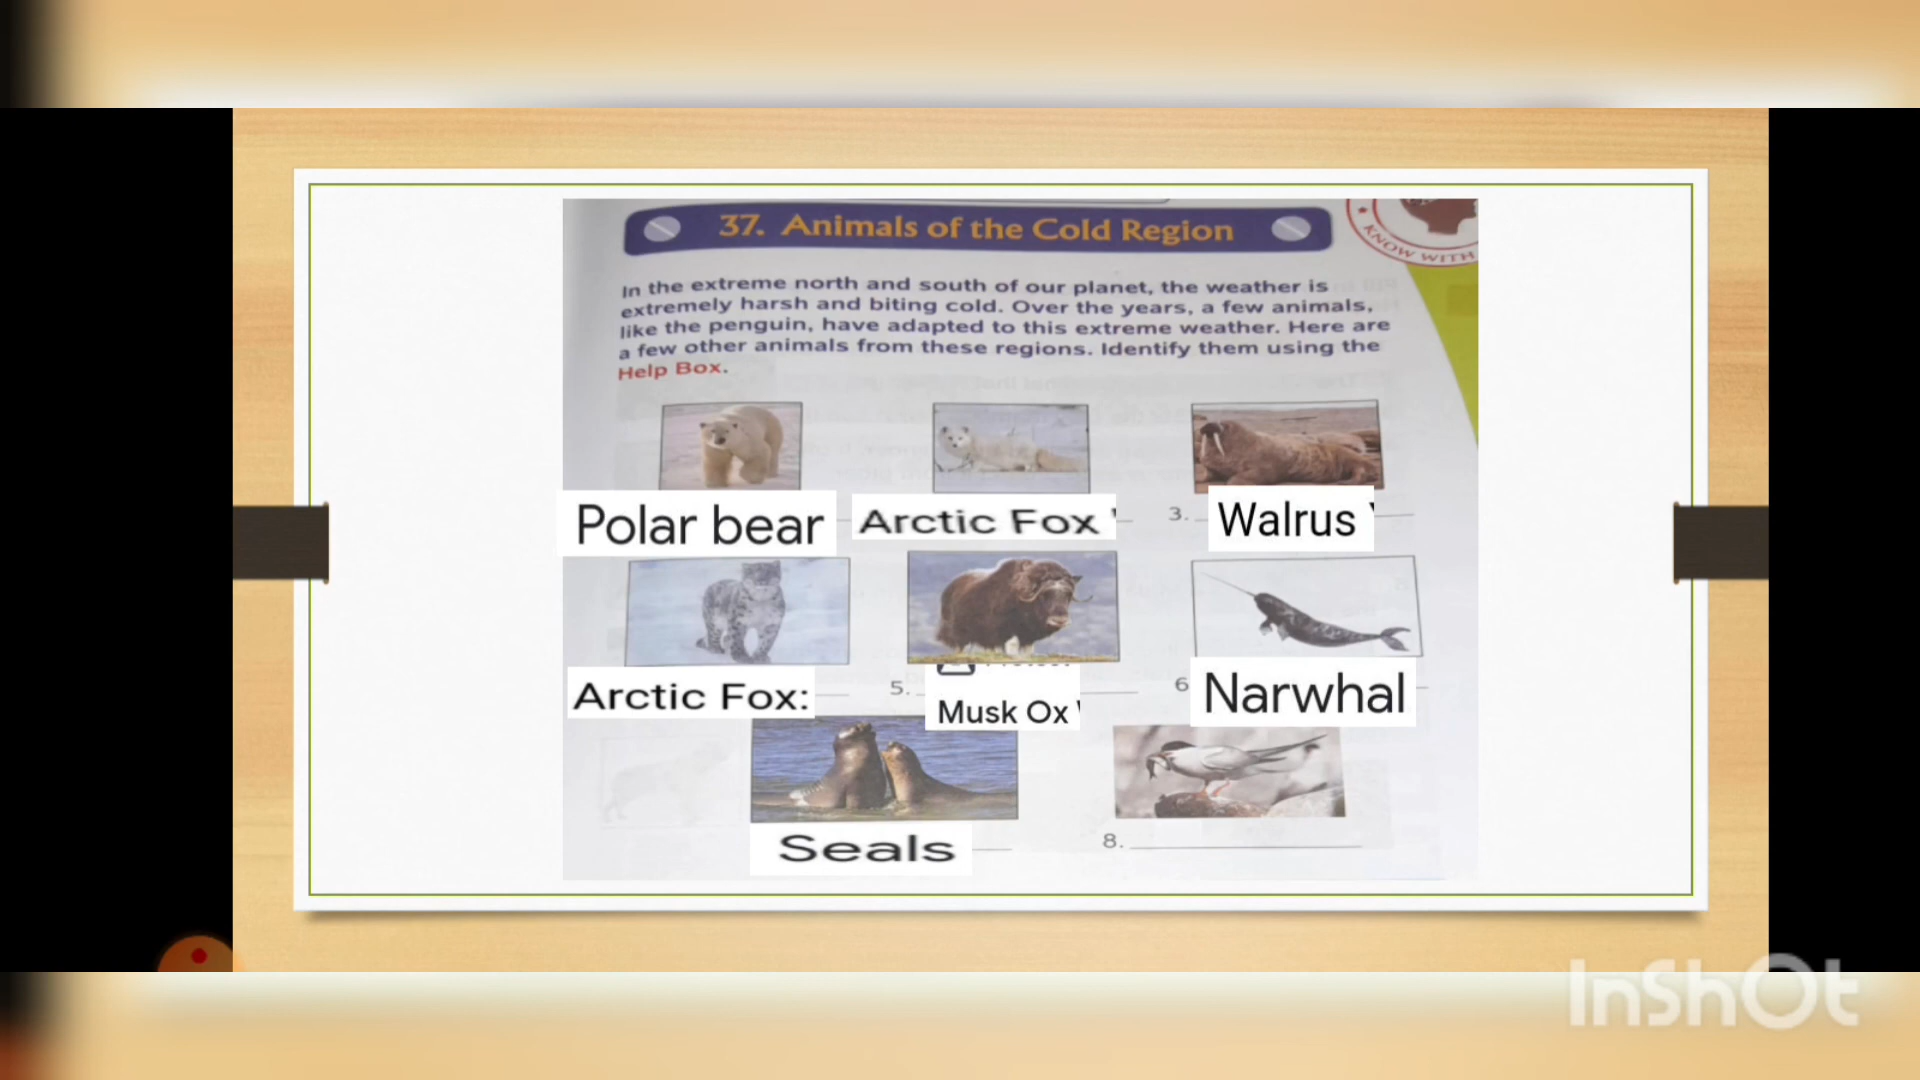 37. Animals of the Cold Region
KNOW WITH
In the extreme north and south of our planet, the weather is
extremely harsh and biting cold. Over the years, a few animals,
like the penguin, have adapted to this extreme weather. Here are
a few other animals from these regions. Identify them using the
Help Box.
Polar bear
Arctic Fox
3. Walrus
Arctic Fox:
5. Musk Ox
6 Narwhal
Seals
8.
InShOt